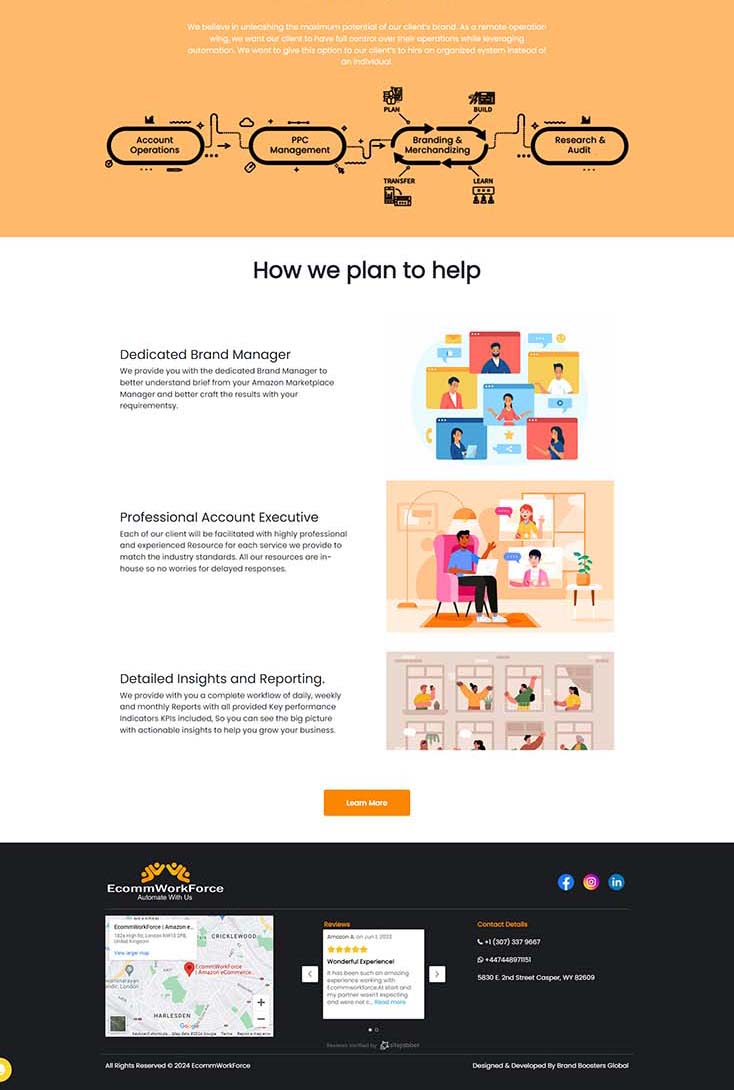 We believe in unleashing the maximum potential of our client's brand. As a remote operation
wing, we want our client to have full control over their operations while leveraging
automation. We want to give this option to our client's to hire an organized system instead of
an individual.
PLAN
BUILD
Account
Operations
PPC
Management
Branding &
Merchandizing
Research &
Audit
TRANSFER
LEARN
How we plan to help
Dedicated Brand Manager
We provide you with the dedicated Brand Manager to
better understand brief from your Amazon Marketplace
Manager and better craft the results with your
requirementsy.
Professional Account Executive
Each of our client will be facilitated with highly professional
and experienced Resource for each service we provide to
match the industry standards. All our resources are in-
house so no worries for delayed responses.
Detailed Insights and Reporting.
We provide with you a complete workflow of daily, weekly
and monthly Reports with all provided Key performance
Indicators KPIs included, So you can see the big picture
with actionable insights to help you grow your business.
Learn More
EcommWorkForce
Automate With Us
EcommWorkForce | Amazon e...
182a High St, London NW10 2PB,
United Kingdom
View larger map
CRICKLEWOOD
EcommWorkForce
| Amazon eCommerce...
HARLESDEN
Google
Keyboard shortcuts Map data ©2024 Google Terms Report a map error
Reviews
Amazon A. on Jun 1, 2023
Wonderful Experience!
It has been such an amazing
experience working with
Ecommworkforce.At start and
my partner wasn't expecting
and were not c... Read more
Reviews Verified by
Contact Details
+1 (307) 337 9667
+447448971151
5830 E. 2nd Street Casper, WY 82609
All Rights Reserved © 2024 EcommWorkForce
Designed & Developed By Brand Boosters Global